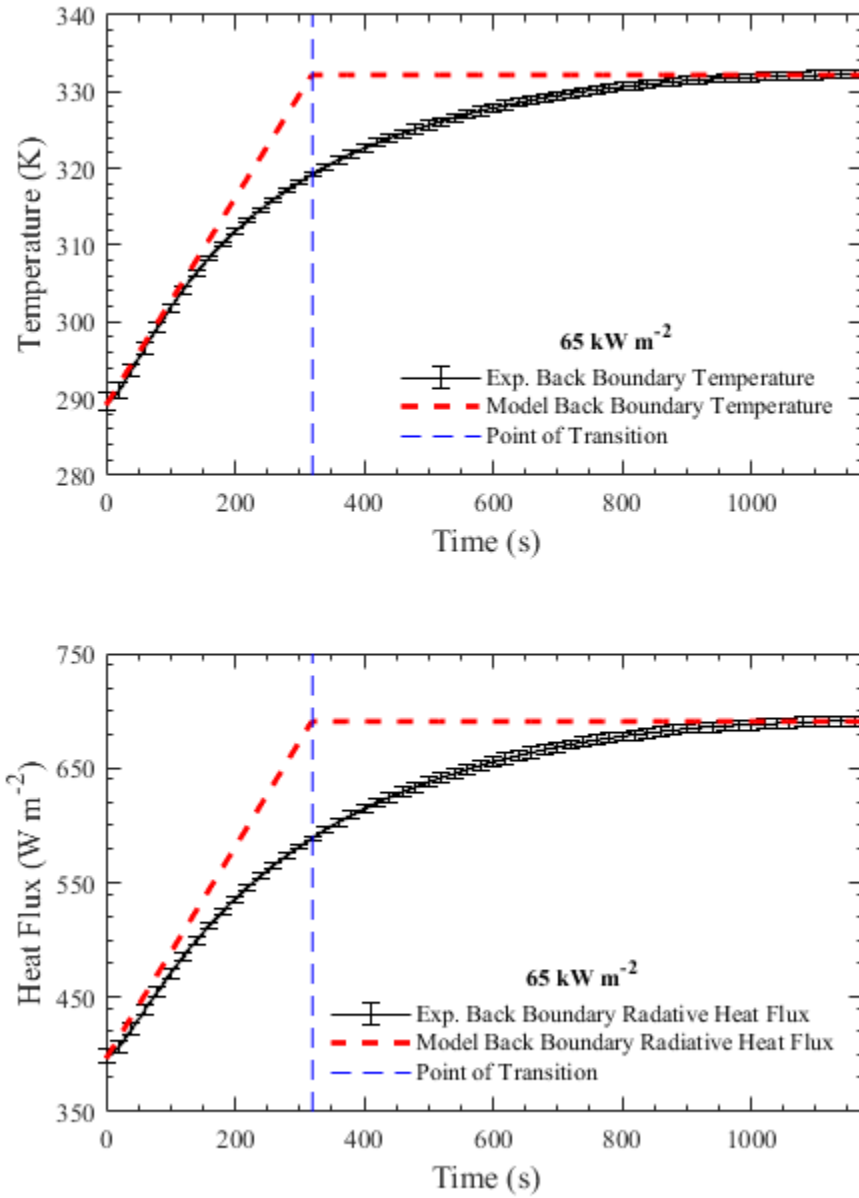 340
330
320
310
300
290
280
Temperature (K)
65 kW m-2
Exp. Back Boundary Temperature
Model Back Boundary Temperature
Point of Transition
0 200 400 600 800 1000
Time (s)
750
650
550
450
350
Heat Flux (W m-2)
65 kW m-2
Exp. Back Boundary Radative Heat Flux
Model Back Boundary Radiative Heat Flux
Point of Transition
0 200 400 600 800 1000
Time (s)